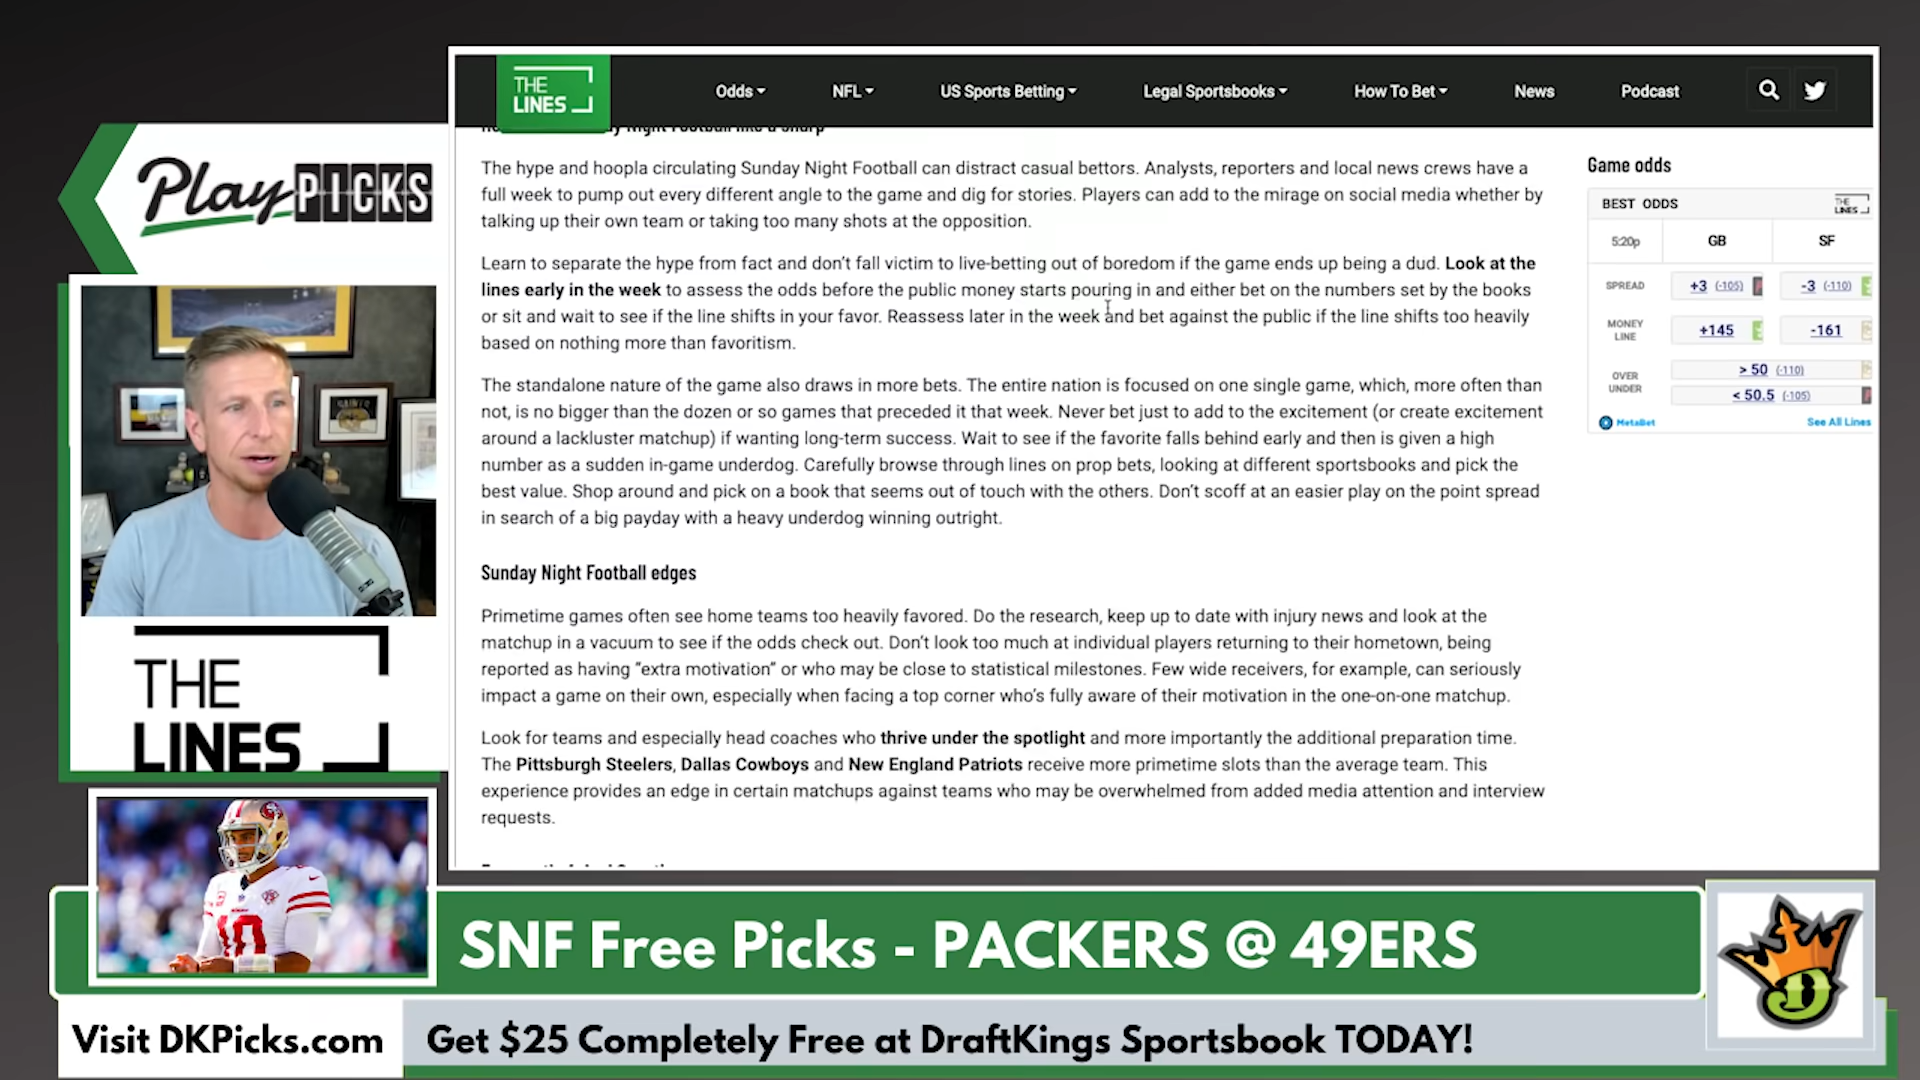 THE
LINES
Odds
NFL
US Sports Betting
Legal Sportsbooks
How To Bet
News
Podcast
Play PICKS
Night Football like a sharp
The hype and hoopla circulating Sunday Night Football can distract casual bettors. Analysts, reporters and local news crews have a
full week to pump out every different angle to the game and dig for stories. Players can add to the mirage on social media whether by
talking up their own team or taking too many shots at the opposition.
Learn to separate the hype from fact and don't fall victim to live-betting out of boredom if the game ends up being a dud. Look at the
lines early in the week to assess the odds before the public money starts pouring in and either bet on the numbers set by the books
or sit and wait to see if the line shifts in your favor. Reassess later in the week and bet against the public if the line shifts too heavily
based on nothing more than favoritism.
The standalone nature of the game also draws in more bets. The entire nation is focused on one single game, which, more often than
not, is no bigger than the dozen or so games that preceded it that week. Never bet just to add to the excitement (or create excitement
around a lackluster matchup) if wanting long-term success. Wait to see if the favorite falls behind early and then is given a high
number as a sudden in-game underdog. Carefully browse through lines on prop bets, looking at different sportsbooks and pick the
best value. Shop around and pick on a book that seems out of touch with the others. Don't scoff at an easier play on the point spread
in search of a big payday with a heavy underdog winning outright.
Sunday Night Football edges
Primetime games often see home teams too heavily favored. Do the research, keep up to date with injury news and look at the
matchup in a vacuum to see if the odds check out. Don't look too much at individual players returning to their hometown, being
reported as having “extra motivation” or who may be close to statistical milestones. Few wide receivers, for example, can seriously
impact a game on their own, especially when facing a top corner who's fully aware of their motivation in the one-on-one matchup.
Look for teams and especially head coaches who thrive under the spotlight and more importantly the additional preparation time.
The Pittsburgh Steelers, Dallas Cowboys and New England Patriots receive more primetime slots than the average team. This
experience provides an edge in certain matchups against teams who may be overwhelmed from added media attention and interview
requests.
Game odds
BEST ODDS
THE
LINES
5:20p GB SF
SPREAD +3 (-105) -3 (-110)
MONEY
LINE +145 -161
OVER
UNDER > 50 (-110)
< 50.5 (-105)
MetaBet See All Lines
THE
LINES
10
SNF Free Picks - PACKERS @ 49ERS
D
Visit DKPicks.com
Get $25 Completely Free at DraftKings Sportsbook TODAY!